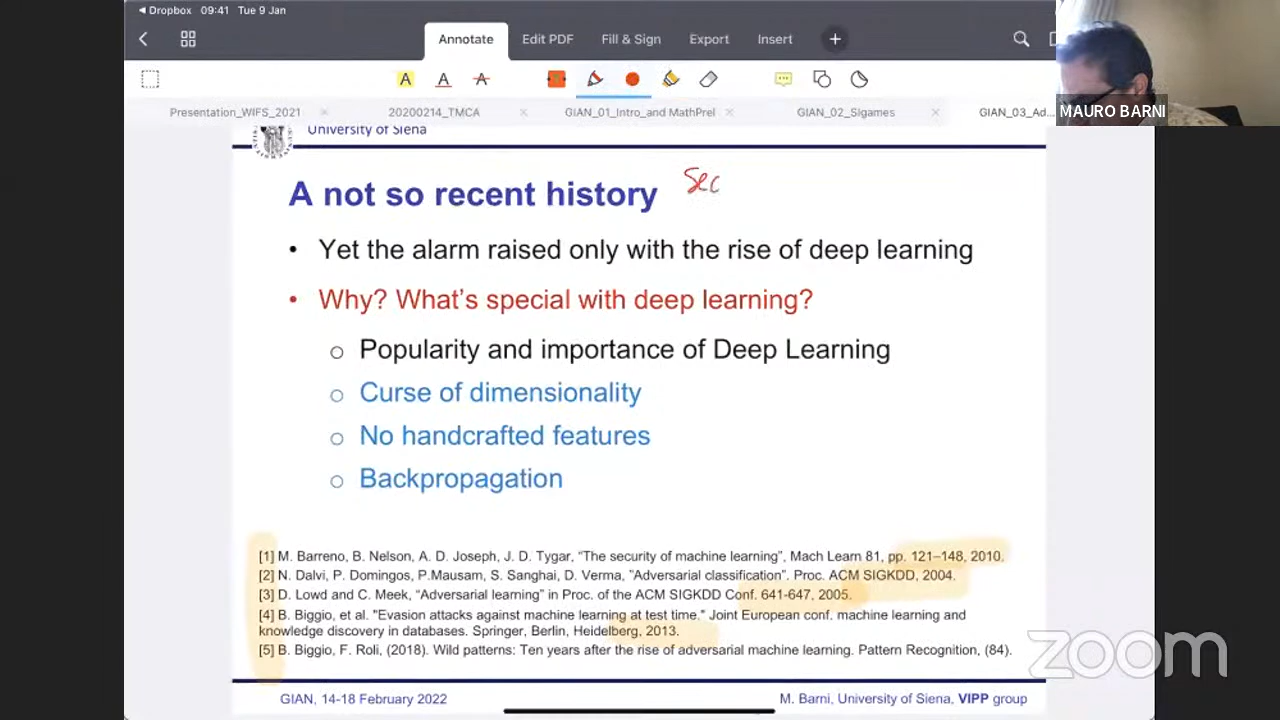 ◀ Dropbox 09:41 Tue 9 Jan
Annotate Edit PDF Fill & Sign Export Insert +
A A A T
Presentation_WIFS_2021 × 20200214_TMCA × GIAN_01_Intro_and MathPrel × GIAN_02_SIgames × GIAN_03_Ad...
MAURO BARNI
University of Siena
A not so recent history Sec
• Yet the alarm raised only with the rise of deep learning
• Why? What's special with deep learning?
o Popularity and importance of Deep Learning
o Curse of dimensionality
o No handcrafted features
o Backpropagation
[1] M. Barreno, B. Nelson, A. D. Joseph, J. D. Tygar, “The security of machine learning”, Mach Learn 81, pp. 121–148, 2010.
[2] N. Dalvi, P. Domingos, P.Mausam, S. Sanghai, D. Verma, ”Adversarial classification”. Proc. ACM SIGKDD, 2004.
[3] D. Lowd and C. Meek, “Adversarial learning” in Proc. of the ACM SIGKDD Conf. 641-647, 2005.
[4] B. Biggio, et al. "Evasion attacks against machine learning at test time." Joint European conf. machine learning and
knowledge discovery in databases. Springer, Berlin, Heidelberg, 2013.
[5] B. Biggio, F. Roli, (2018). Wild patterns: Ten years after the rise of adversarial machine learning. Pattern Recognition, (84).
zoom
GIAN, 14-18 February 2022 M. Barni, University of Siena, VIPP group